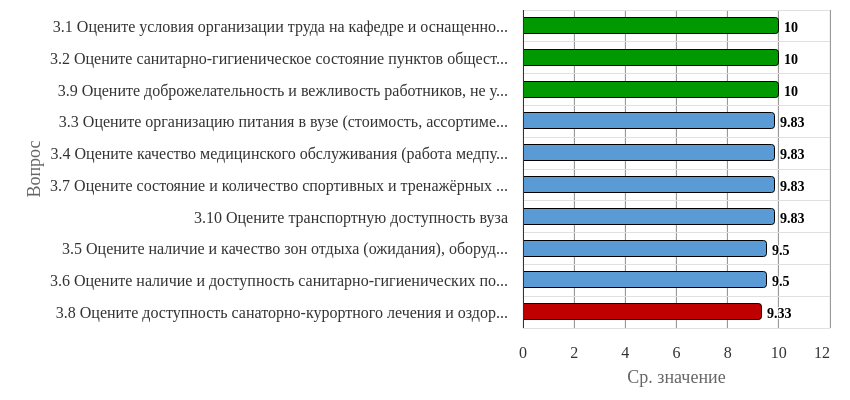 3.1 Оцените условия организации труда на кафедре и оснащенно... 10
3.2 Оцените санитарно-гигиеническое состояние пунктов общест... 10
3.9 Оцените доброжелательность и вежливость работников, не у... 10
3.3 Оцените организацию питания в вузе (стоимость, ассортиме... 9.83
3.4 Оцените качество медицинского обслуживания (работа медпу... 9.83
3.7 Оцените состояние и количество спортивных и тренажёрных ... 9.83
3.10 Оцените транспортную доступность вуза 9.83
3.5 Оцените наличие и качество зон отдыха (ожидания), оборуд... 9.5
3.6 Оцените наличие и доступность санитарно-гигиенических по... 9.5
3.8 Оцените доступность санаторно-курортного лечения и оздор... 9.33
Вопрос
0 2 4 6 8 10 12
Ср. значение